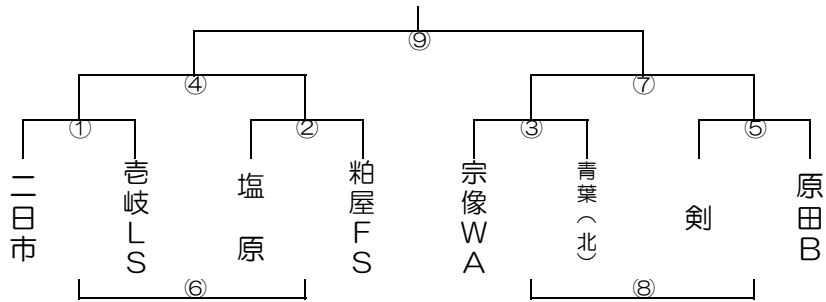 ⑨
④
⑦
①
②
③
⑤
二日市
壱岐LS
塩原
粕屋FS
宗像WA
青葉(北)
剣
原田B
⑥
⑧